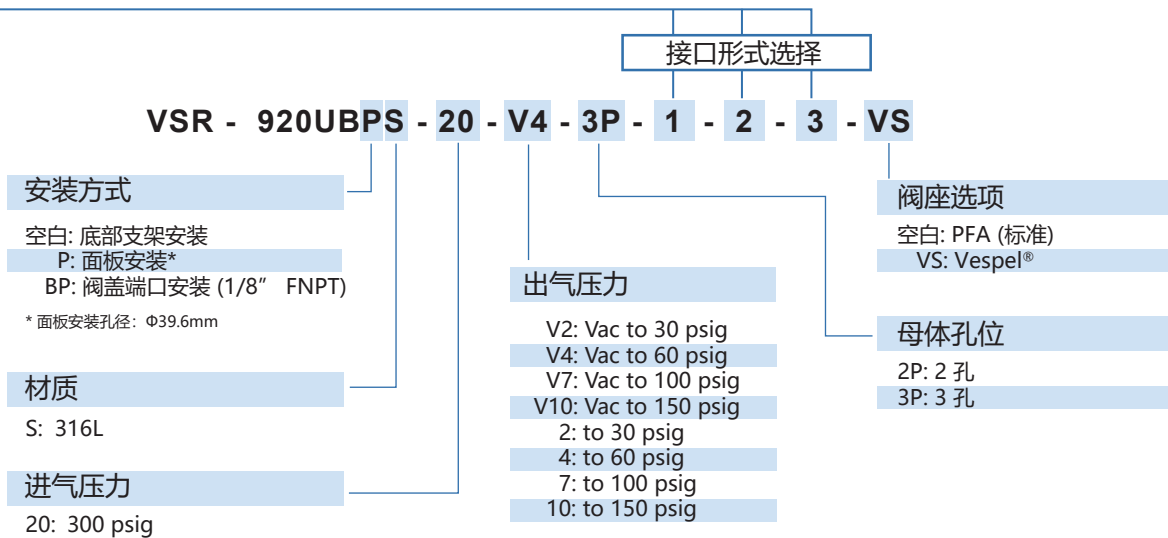 接口形式选择
VSR - 920UBPS - 20 - V4 - 3P - 1 - 2 - 3 - VS
安装方式
空白: 底部支架安装
P: 面板安装*
BP: 阀盖端口安装 (1/8” FNPT)
* 面板安装孔径：Φ39.6mm
材质
S: 316L
进气压力
20: 300 psig
出气压力
V2: Vac to 30 psig
V4: Vac to 60 psig
V7: Vac to 100 psig
V10: Vac to 150 psig
2: to 30 psig
4: to 60 psig
7: to 100 psig
10: to 150 psig
阀座选项
空白: PFA (标准)
VS: Vespel®
母体孔位
2P: 2 孔
3P: 3 孔